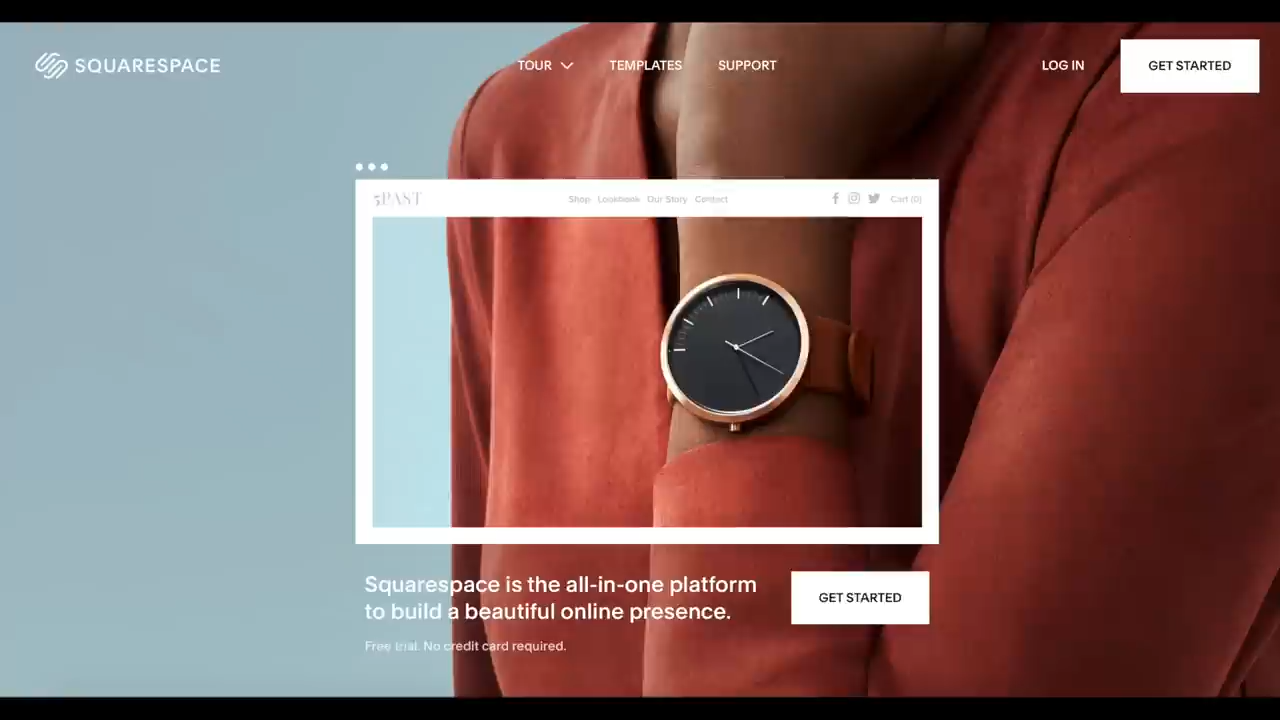 SQUARESPACE
TOUR TEMPLATES SUPPORT
LOG IN
GET STARTED
5PAST
Shop Lookbook Our Story Contact
Cart (0)
Squarespace is the all-in-one platform
to build a beautiful online presence.
GET STARTED
Free trial. No credit card required.